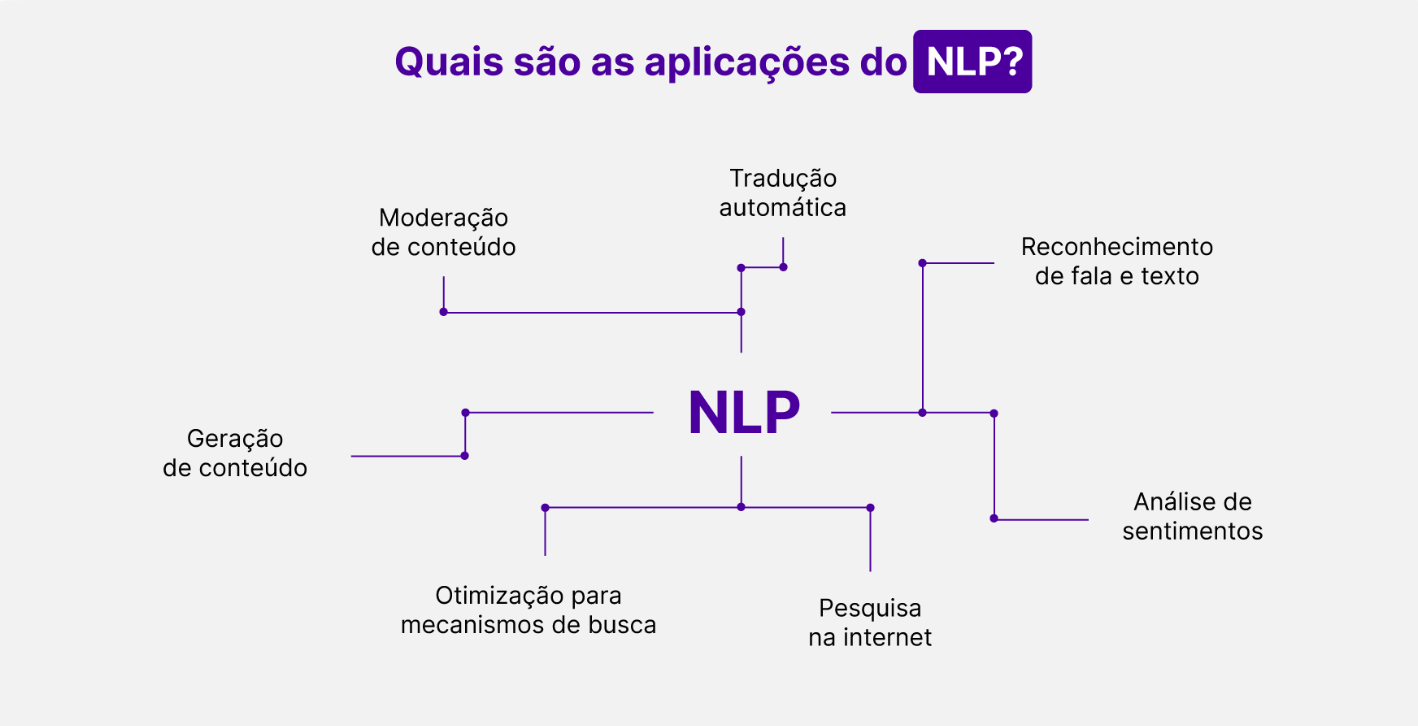 Quais são as aplicações do NLP?
Tradução
automática
Moderação
de conteúdo
Reconhecimento
de fala e texto
NLP
Geração
de conteúdo
Análise de
sentimentos
Otimização para
mecanismos de busca
Pesquisa
na internet